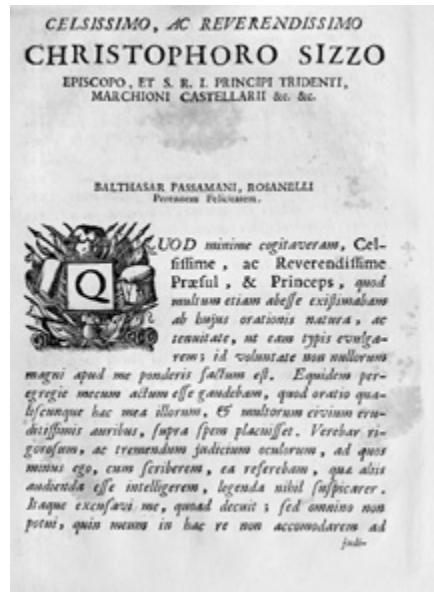 CELSISSIMO, AC REVERENDISSIMO
CHRISTOPHORO SIZZO
EPISCOPO, ET S. R. I. PRINCIPI TRIDENTI,
MARCHIONI CASTELLARII &c. &c.
BALTHASAR PASSAMANI, ROSANELLI
Perennem Felicitatem.
QUOD minime cogitaveram, Cel-
sissime, ac Reverendissime
Præsul, & Princeps, quod
multum etiam abesse existimabam
ab hujus orationis natura, ac
tenuitate, ut eam typis evulga-
rem; id voluntate non nullorum
magni apud me ponderis factum est. Equidem per-
egregie mecum actum esse gaudebam, quod oratio qua-
liscunque hac mea illorum, & multorum civium eru-
ditissimis auribus, supra spem placuisset. Verebar ri-
gorosum, ac tremendum judicium oculorum, ad quos
minus ego, cum scriberem, ea referebam, quæ aliis
audienda esse intelligerem, legenda nihil suspicarer.
Itaque excusavi me, quoad decuit; sed omnino non
potui, quin meum in hac re non accomodarem ad
judi-